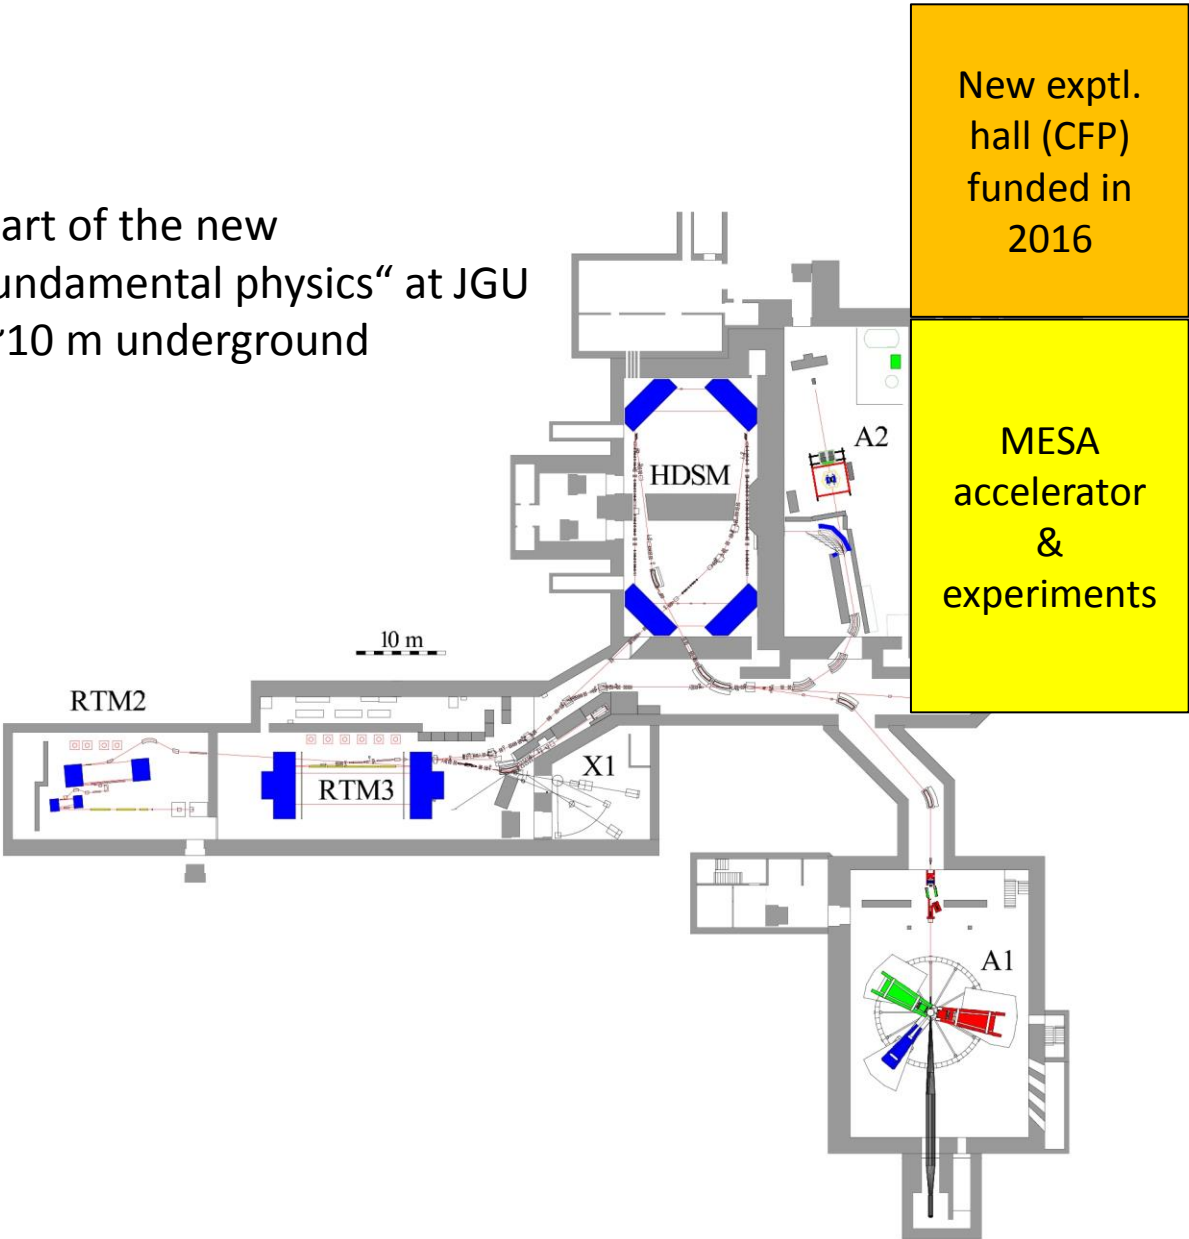 New exptl.
hall (CFP)
funded in
2016
art of the new
undamental physics“ at JGU
10 m underground
A2
HDSM
MESA
accelerator
&
experiments
10 m
RTM2
RTM3
X1
A1